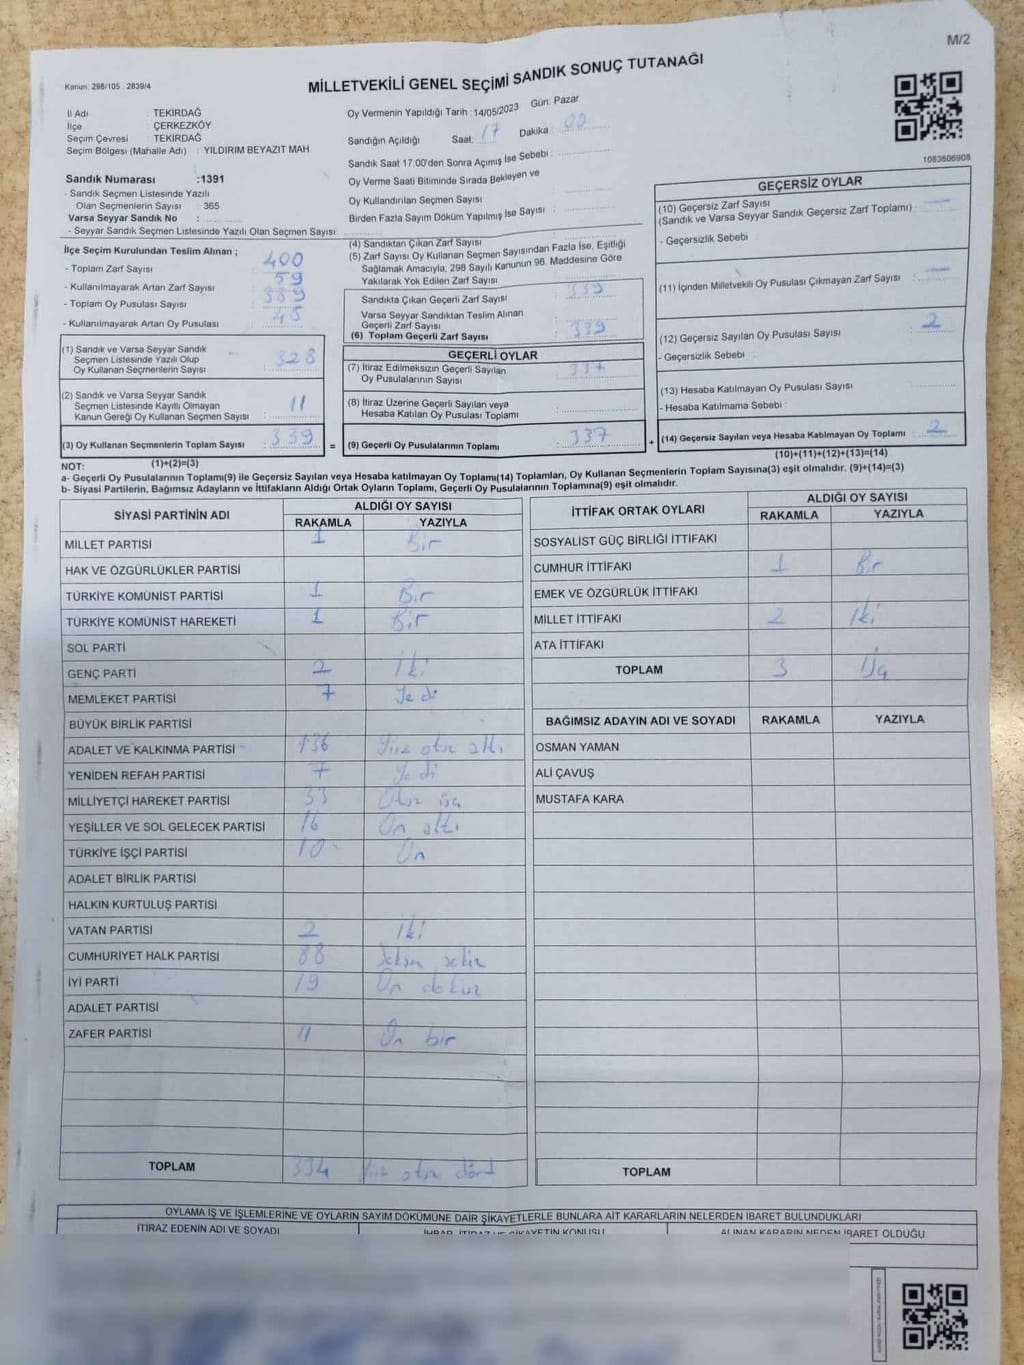 M/2
Kanun. 298/105 . 2839/4
MİLLETVEKİLİ GENEL SEÇİMİ SANDIK SONUÇ TUTANAĞI
İl Adı : TEKİRDAĞ
İlçe : ÇERKEZKÖY
Seçim Çevresi : TEKİRDAĞ
Seçim Bölgesi (Mahalle Adı) : YILDIRIM BEYAZIT MAH.
Sandık Numarası :1391
- Sandık Seçmen Listesinde Yazılı
Olan Seçmenlerin Sayısı : 365
Varsa Seyyar Sandık No :
- Seyyar Sandık Seçmen Listesinde Yazılı Olan Seçmen Sayısı :
Oy Vermenin Yapıldığı Tarih : 14/05/2023 Gün: Pazar
Sandığın Açıldığı Saat: 17 Dakika : 00
Sandık Saat 17:00'den Sonra Açımış İse Sebebi :
Oy Verme Saati Bitiminde Sırada Bekleyen ve
Oy Kullandırılan Seçmen Sayısı :
Birden Fazla Sayım Döküm Yapılmış İse Sayısı :
1083606908
İlçe Seçim Kurulundan Teslim Alınan ;
- Toplam Zarf Sayısı : 400
- Kullanılmayarak Artan Zarf Sayısı : 59
- Toplam Oy Pusulası Sayısı : 389
- Kullanılmayarak Artan Oy Pusulası :
(4) Sandıktan Çıkan Zarf Sayısı :
(5) Zarf Sayısı Oy Kullanan Seçmen Sayısından Fazla İse, Eşitliği
Sağlamak Amacıyla, 298 Sayılı Kanunun 98. Maddesine Göre
Yakılarak Yok Edilen Zarf Sayısı :
Sandıkta Çıkan Geçerli Zarf Sayısı : 339
Varsa Seyyar Sandıktan Teslim Alınan
Geçerli Zarf Sayısı :
(6) Toplam Geçerli Zarf Sayısı : 339
GEÇERSİZ OYLAR
(10) Geçersiz Zarf Sayısı
(Sandık ve Varsa Seyyar Sandık Geçersiz Zarf Toplamı) : —
- Geçersizlik Sebebi :
(11) İçinden Milletvekili Oy Pusulası Çıkmayan Zarf Sayısı : —
(12) Geçersiz Sayılan Oy Pusulası Sayısı : 2
- Geçersizlik Sebebi :
(13) Hesaba Katılmayan Oy Pusulası Sayısı :
- Hesaba Katılmama Sebebi :
(14) Geçersiz Sayılan veya Hesaba Katılmayan Oy Toplamı : 2
(10)+(11)+(12)+(13)=(14)
(1) Sandık ve Varsa Seyyar Sandık
Seçmen Listesinde Yazılı Olup
Oy Kullanan Seçmenlerin Sayısı : 328
(2) Sandık ve Varsa Seyyar Sandık
Seçmen Listesinde Kayıtlı Olmayan
Kanun Gereği Oy Kullanan Seçmen Sayısı : 11
(3) Oy Kullanan Seçmenlerin Toplam Sayısı : 339 =
(1)+(2)=(3)
GEÇERLİ OYLAR
(7) İtiraz Edilmeksizin Geçerli Sayılan
Oy Pusulalarının Sayısı : 337
(8) İtiraz Üzerine Geçerli Sayılan veya
Hesaba Katılan Oy Pusulası Toplamı :
(9) Geçerli Oy Pusulalarının Toplamı : 337 +
NOT:
a- Geçerli Oy Pusulalarının Toplamı(9) ile Geçersiz Sayılan veya Hesaba katılmayan Oy Toplamı(14) Toplamları, Oy Kullanan Seçmenlerin Toplam Sayısına(3) eşit olmalıdır. (9)+(14)=(3)
b- Siyasi Partilerin, Bağımsız Adayların ve İttifakların Aldığı Ortak Oyların Toplamı, Geçerli Oy Pusulalarının Toplamına(9) eşit olmalıdır.
SİYASİ PARTİNİN ADI ALDIĞI OY SAYISI
RAKAMLA YAZIYLA
MİLLET PARTİSİ 1 Bir
HAK VE ÖZGÜRLÜKLER PARTİSİ
TÜRKİYE KOMÜNİST PARTİSİ 1 Bir
TÜRKİYE KOMÜNİST HAREKETİ 1 Bir
SOL PARTİ
GENÇ PARTİ 2 İki
MEMLEKET PARTİSİ 7 Yedi
BÜYÜK BİRLİK PARTİSİ
ADALET VE KALKINMA PARTİSİ 136 Yüz otuz altı
YENİDEN REFAH PARTİSİ 7 Yedi
MİLLİYETÇİ HAREKET PARTİSİ 33 Otuz üç
YEŞİLLER VE SOL GELECEK PARTİSİ 16 On altı
TÜRKİYE İŞÇİ PARTİSİ 10 On
ADALET BİRLİK PARTİSİ
HALKIN KURTULUŞ PARTİSİ
VATAN PARTİSİ 2 İki
CUMHURİYET HALK PARTİSİ 88 Seksen sekiz
İYİ PARTİ 19 On dokuz
ADALET PARTİSİ
ZAFER PARTİSİ 11 On bir
TOPLAM 334 Yüz otuz dört
İTTİFAK ORTAK OYLARI ALDIĞI OY SAYISI
RAKAMLA YAZIYLA
SOSYALİST GÜÇ BİRLİĞİ İTTİFAKI
CUMHUR İTTİFAKI 1 Bir
EMEK VE ÖZGÜRLÜK İTTİFAKI
MİLLET İTTİFAKI 2 İki
ATA İTTİFAKI
TOPLAM 3 Üç
BAĞIMSIZ ADAYIN ADI VE SOYADI RAKAMLA YAZIYLA
OSMAN YAMAN
ALİ ÇAVUŞ
MUSTAFA KARA
TOPLAM
OYLAMA İŞ VE İŞLEMLERİNE VE OYLARIN SAYIM DÖKÜMÜNE DAİR ŞİKAYETLERLE BUNLARA AİT KARARLARIN NELERDEN İBARET BULUNDUKLARI
İTİRAZ EDENİN ADI VE SOYADI İHBAR, İTİRAZ VE ŞİKAYETİN KONUSU ALINAN KARARIN NEDEN İBARET OLDUĞU